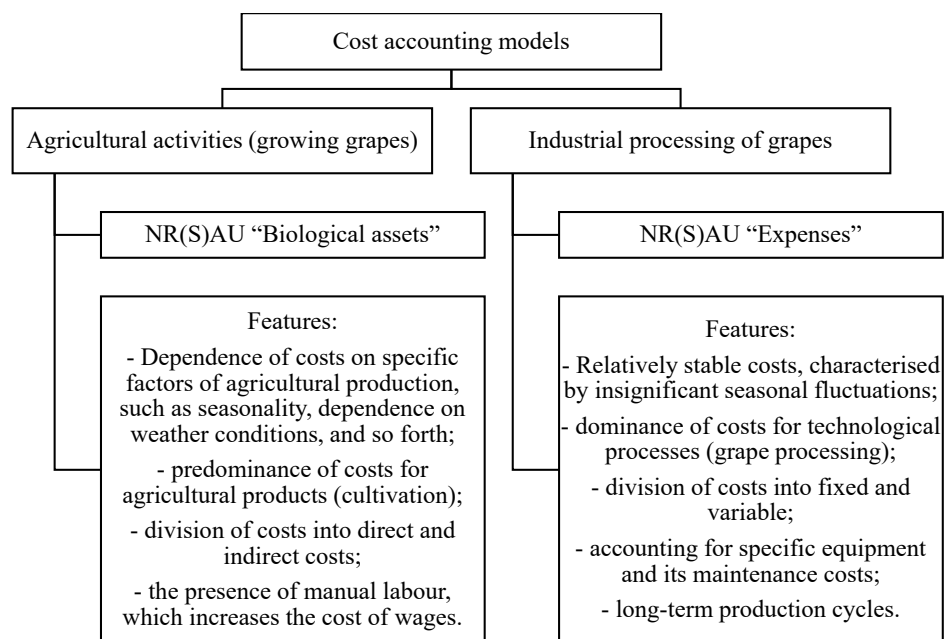 Cost accounting models
Agricultural activities (growing grapes)
Industrial processing of grapes
NR(S)AU “Biological assets”
NR(S)AU “Expenses”
Features:
- Dependence of costs on specific
factors of agricultural production,
such as seasonality, dependence on
weather conditions, and so forth;
- predominance of costs for
agricultural products (cultivation);
- division of costs into direct and
indirect costs;
- the presence of manual labour,
which increases the cost of wages.
Features:
- Relatively stable costs, characterised
by insignificant seasonal fluctuations;
- dominance of costs for technological
processes (grape processing);
- division of costs into fixed and
variable;
- accounting for specific equipment
and its maintenance costs;
- long-term production cycles.